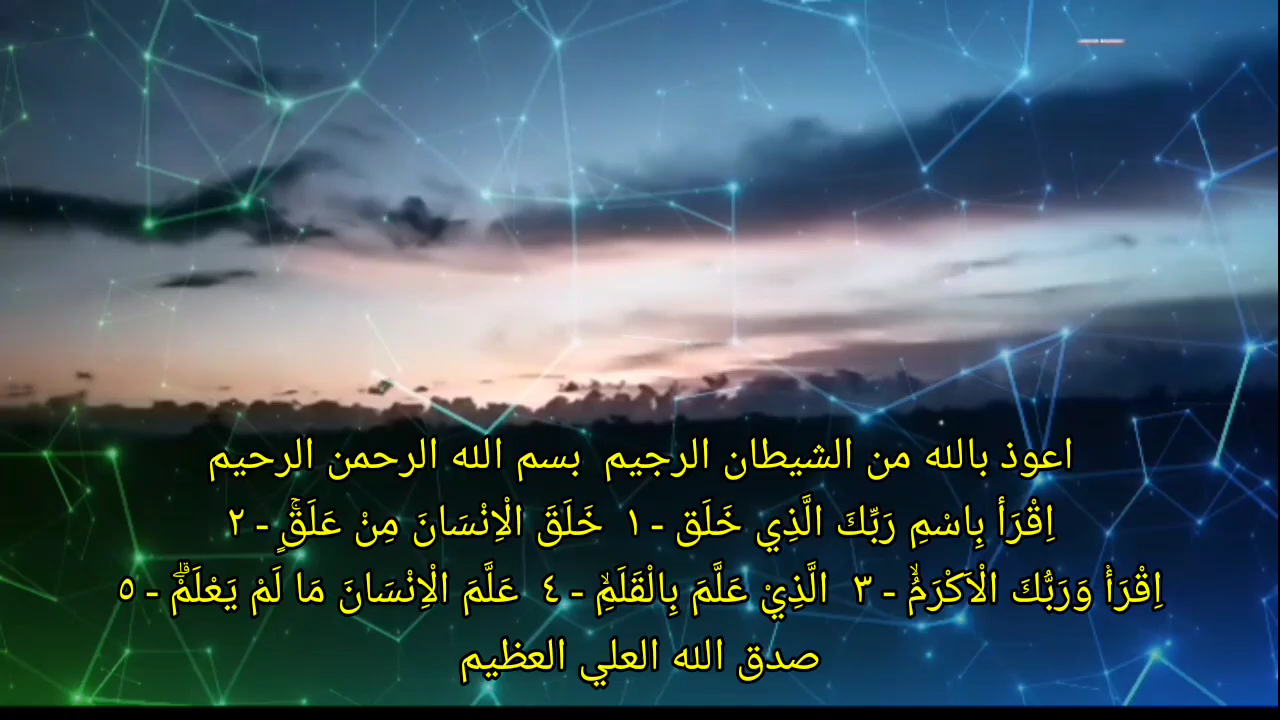 اعوذ بالله من الشيطان الرجيم  بسم الله الرحمن الرحيم
اِقْرَأْ بِاسْمِ رَبِّكَ الَّذِي خَلَق - ١  خَلَقَ الْاِنْسَانَ مِنْ عَلَقٍۚ - ٢
اِقْرَأْ وَرَبُّكَ الْاَكْرَمُۙ - ٣  الَّذِيْ عَلَّمَ بِالْقَلَمِۙ - ٤  عَلَّمَ الْاِنْسَانَ مَا لَمْ يَعْلَمْۗ - ٥
صدق الله العلي العظيم